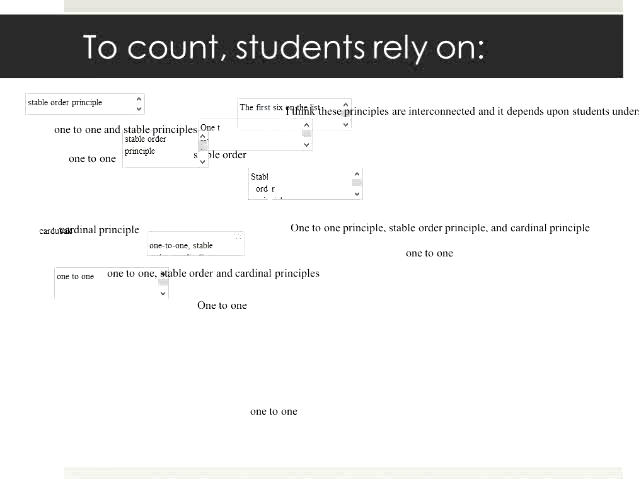 To count, students rely on:
stable order principle
The first six on the list
I think these principles are interconnected and it depends upon students under
one to one and stable principles
One t
stable order
principle
one to one
stable order
Stabl
ord r
cardinal principle
One to one principle, stable order principle, and cardinal principle
one-to-one, stable
one to one
one to one
one to one, stable order and cardinal principles
One to one
one to one